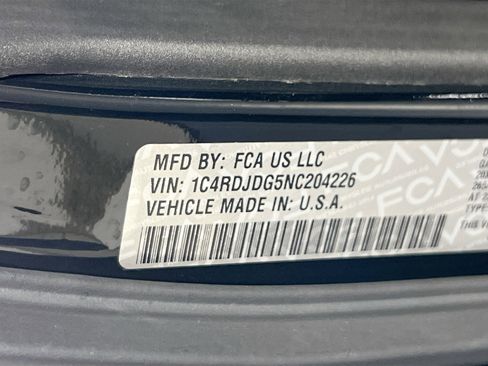 MFD BY: FCA US LLC
VIN: 1C4RDJDG5NC204226
VEHICLE MADE IN: U.S.A.